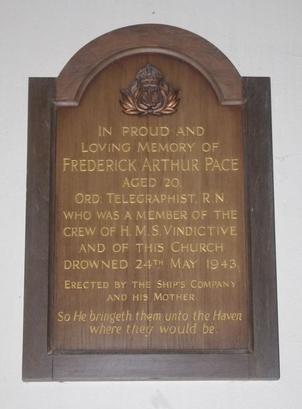 IN PROUD AND
LOVING MEMORY OF
FREDERICK ARTHUR PACE
AGED 20.
ORD: TELEGRAPHIST, R.N.
WHO WAS A MEMBER OF THE
CREW OF H.M.S. VINDICTIVE
AND OF THIS CHURCH
DROWNED 24TH MAY 1943.
ERECTED BY THE SHIP'S COMPANY
AND HIS MOTHER.
So He bringeth them unto the Haven
where they would be.